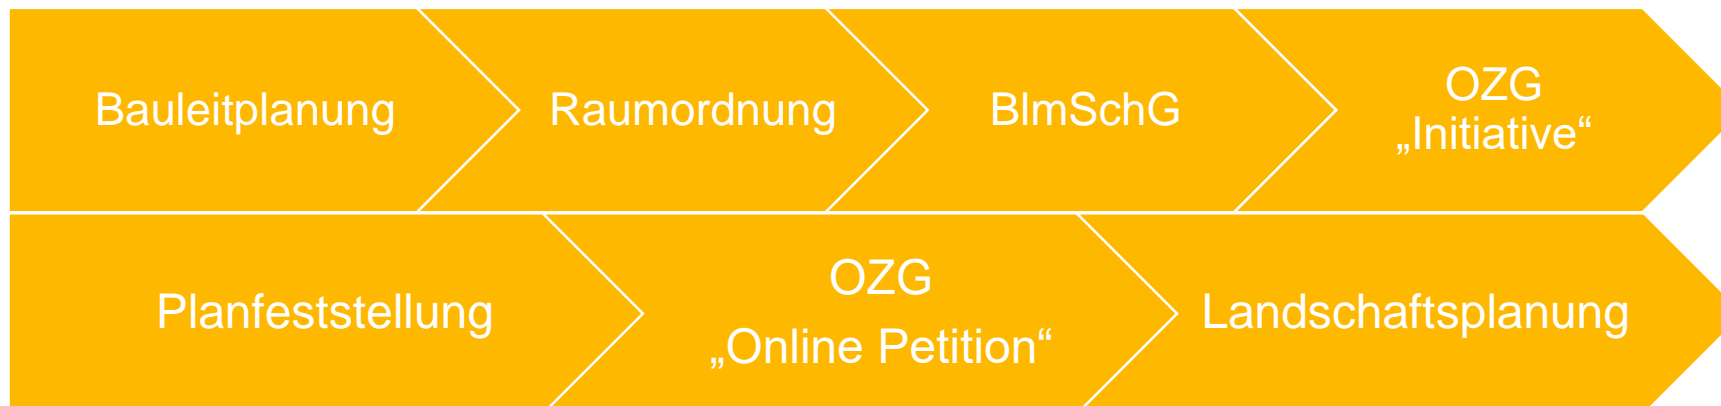 Bauleitplanung
Raumordnung
BImSchG
OZG
„Initiative“
Planfeststellung
OZG
„Online Petition“
Landschaftsplanung